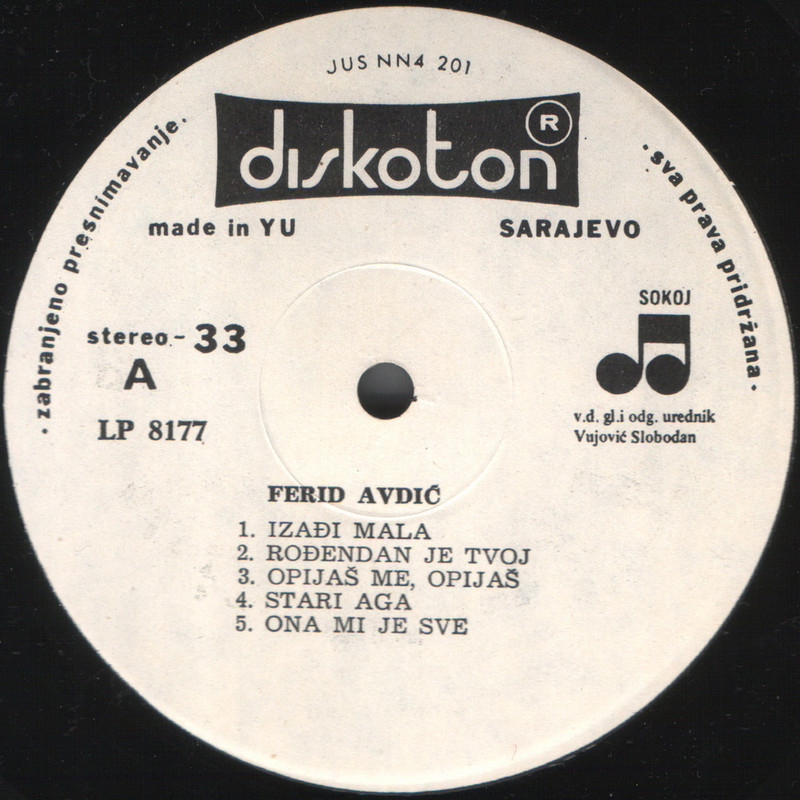 JUS NN4 201
diskoton ®
· zabranjeno presnimavanje ·
· sva prava pridržana ·
made in YU
SARAJEVO
stereo - 33
A
LP 8177
SOKOJ
v.d. gl.i odg. urednik
Vujović Slobodan
FERID AVDIĆ
1. IZAĐI MALA
2. ROĐENDAN JE TVOJ
3. OPIJAŠ ME, OPIJAŠ
4. STARI AGA
5. ONA MI JE SVE